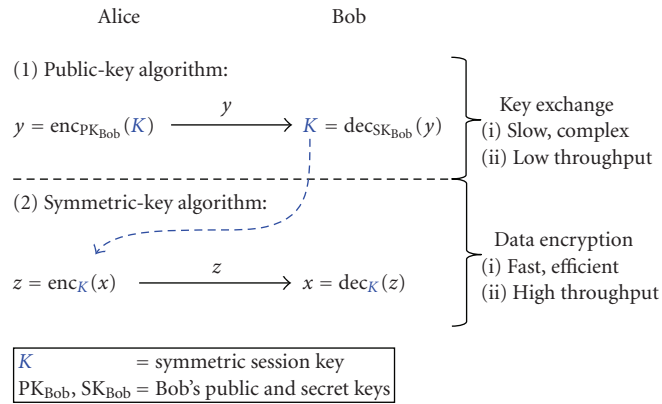 Alice Bob
(1) Public-key algorithm:
y = enc_PK_Bob(K) y K = dec_SK_Bob(y)
Key exchange
(i) Slow, complex
(ii) Low throughput
(2) Symmetric-key algorithm:
z = enc_K(x) z x = dec_K(z)
Data encryption
(i) Fast, efficient
(ii) High throughput
K = symmetric session key
PK_Bob, SK_Bob = Bob's public and secret keys